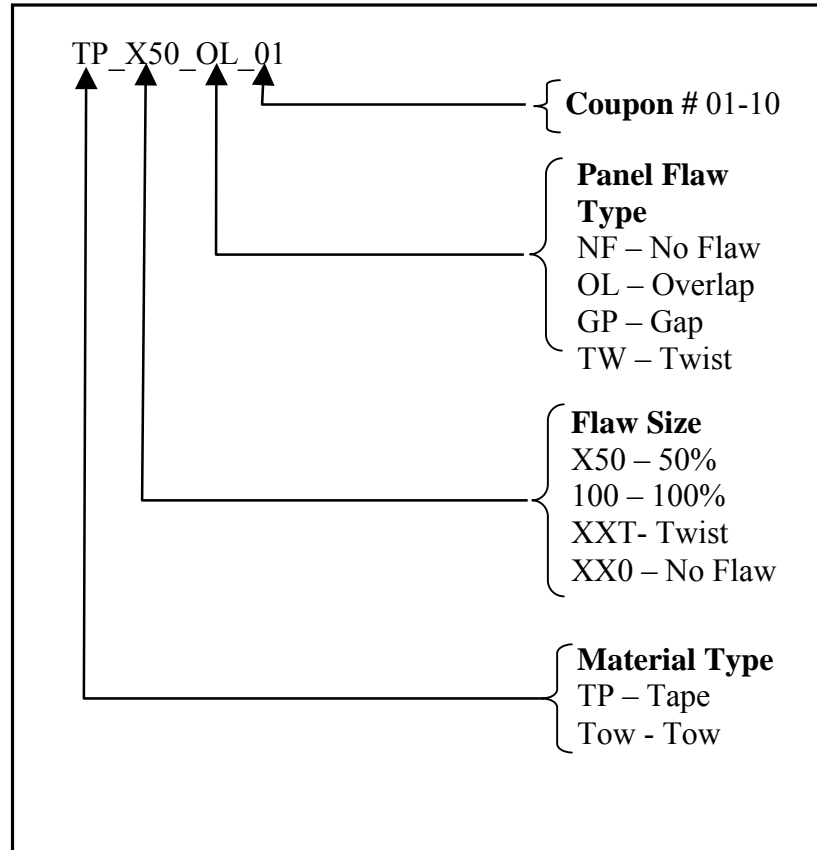 TP_X50_OL_01
Coupon # 01-10
Panel Flaw
Type
NF – No Flaw
OL – Overlap
GP – Gap
TW – Twist
Flaw Size
X50 – 50%
100 – 100%
XXT- Twist
XX0 – No Flaw
Material Type
TP – Tape
Tow - Tow